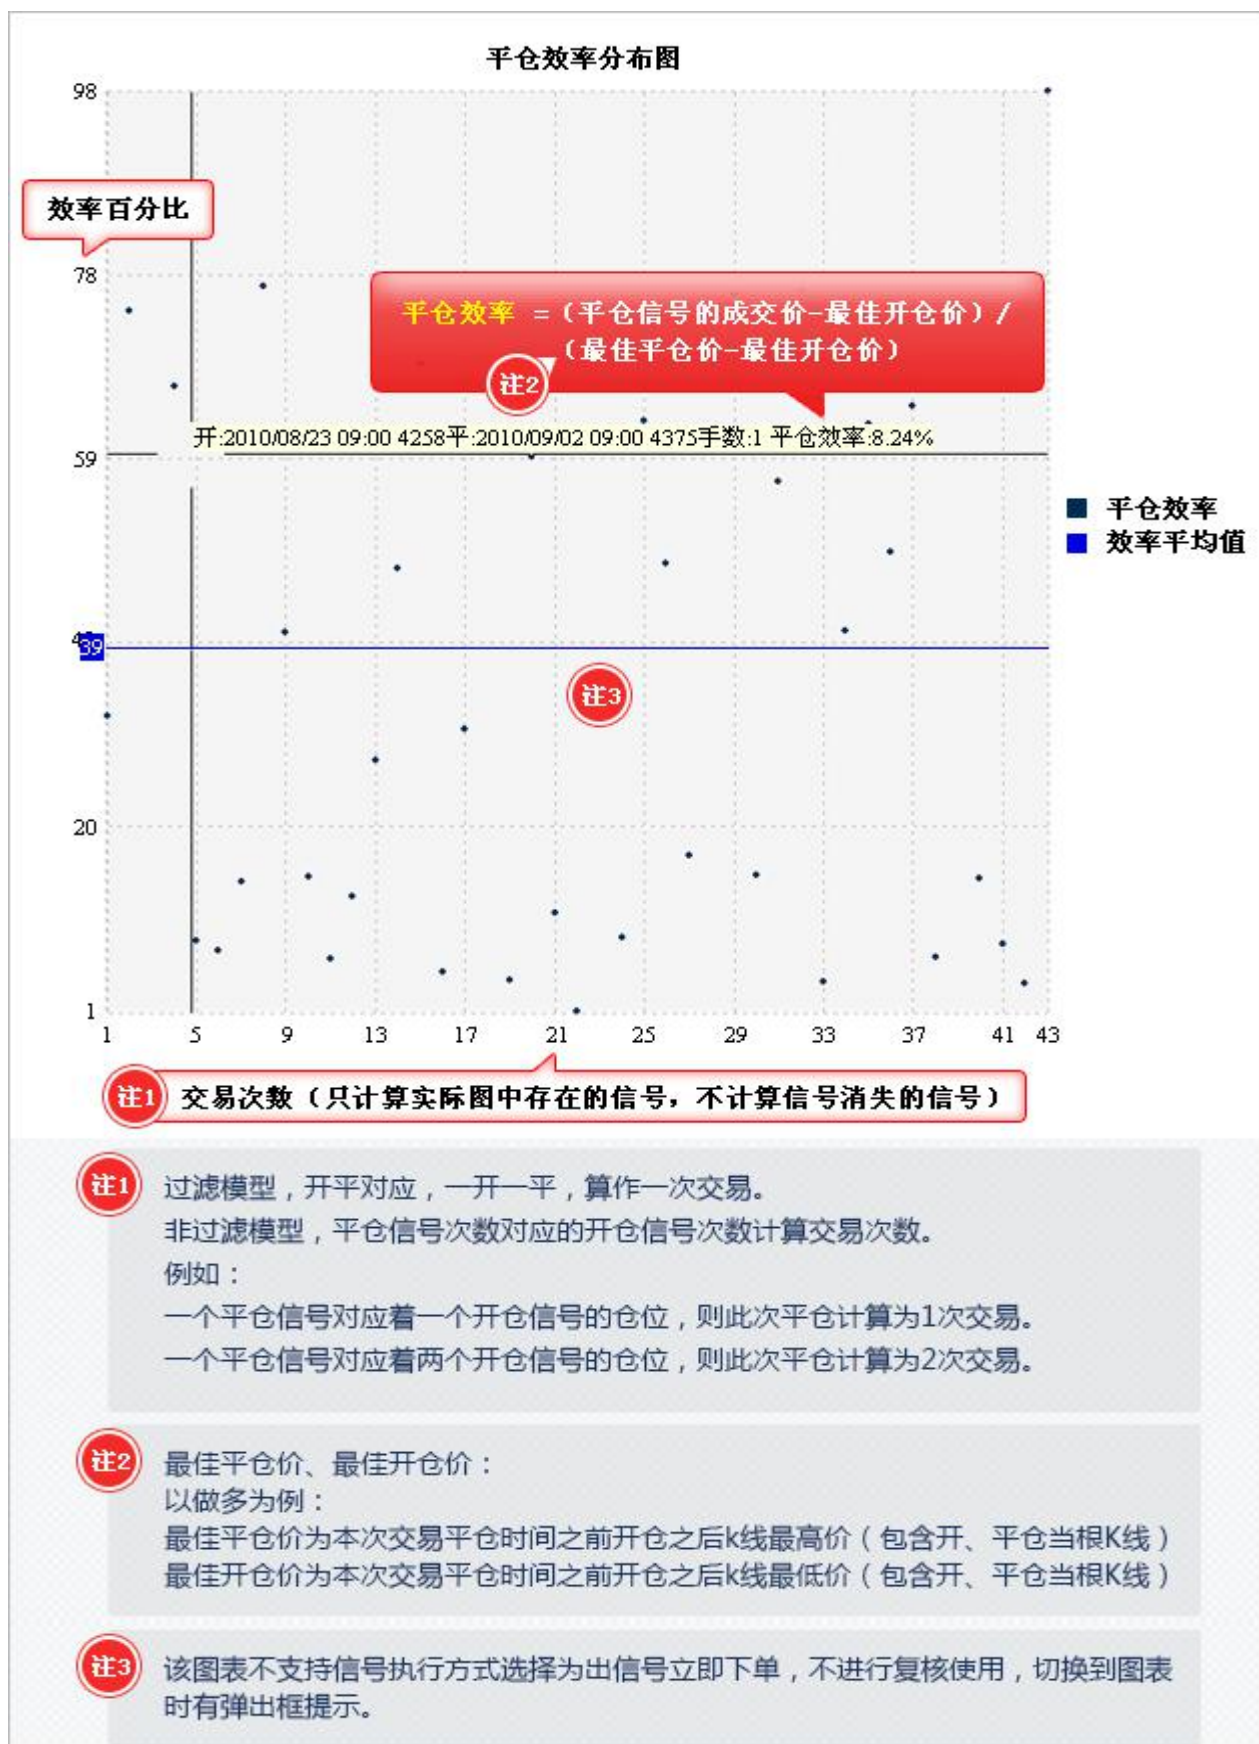 平仓效率分布图
98
效率百分比
78
平仓效率 =(平仓信号的成交价-最佳开仓价)/
(最佳平仓价-最佳开仓价)
注2
开:2010/08/23 09:00 4258平:2010/09/02 09:00 4375手数:1 平仓效率:8.24%
59
平仓效率
效率平均值
39
注3
20
1
1 5 9 13 17 21 25 29 33 37 41 43
注1 交易次数(只计算实际图中存在的信号，不计算信号消失的信号)
注1 过滤模型，开平对应，一开一平，算作一次交易。
非过滤模型，平仓信号次数对应的开仓信号次数计算交易次数。
例如：
一个平仓信号对应着一个开仓信号的仓位，则此次平仓计算为1次交易。
一个平仓信号对应着两个开仓信号的仓位，则此次平仓计算为2次交易。
注2 最佳平仓价、最佳开仓价：
以做多为例：
最佳平仓价为本次交易平仓时间之前开仓之后k线最高价（包含开、平仓当根K线）
最佳开仓价为本次交易平仓时间之前开仓之后k线最低价（包含开、平仓当根K线）
注3 该图表不支持信号执行方式选择为出信号立即下单，不进行复核使用，切换到图表
时有弹出框提示。